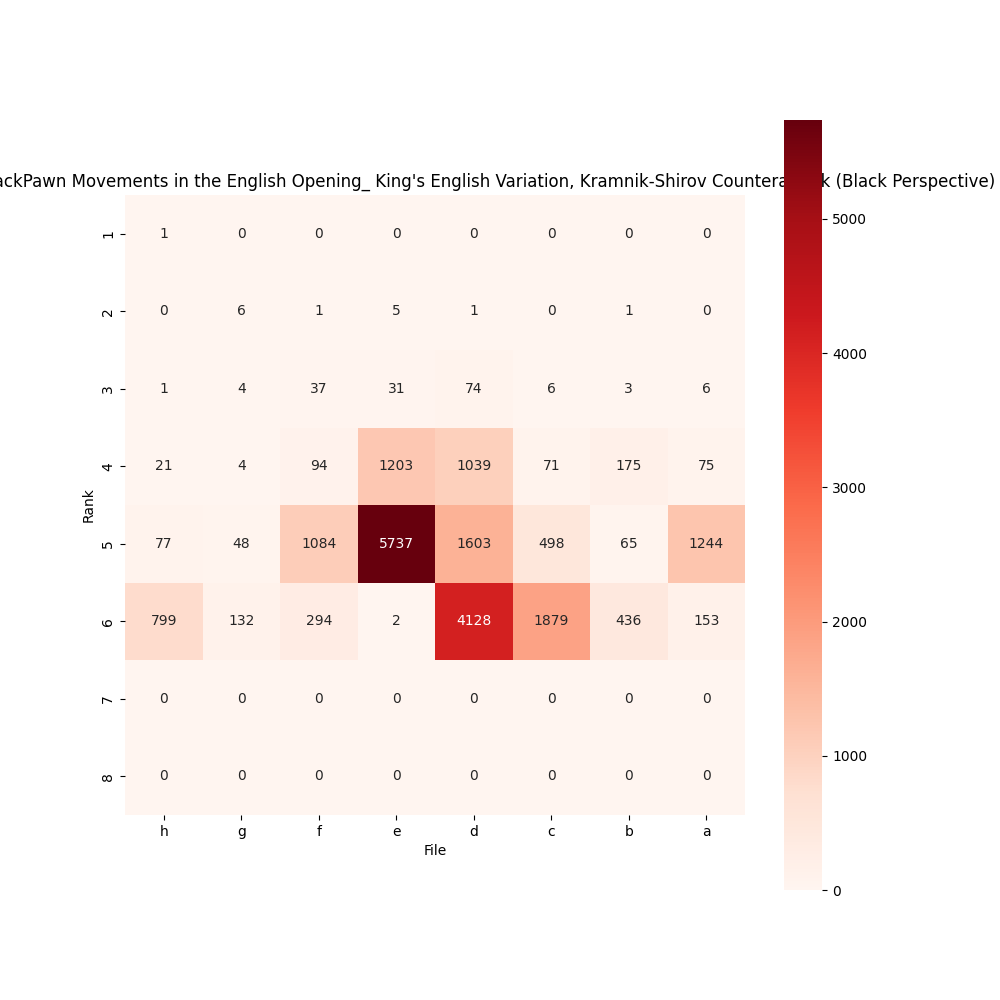 ackPawn Movements in the English Opening_ King's English Variation, Kramnik-Shirov Countera k (Black Perspective)
5000
4000
3000
2000
1000
0
Rank
1 1 0 0 0 0 0 0 0
2 0 6 1 5 1 0 1 0
3 1 4 37 31 74 6 3 6
4 21 4 94 1203 1039 71 175 75
5 77 48 1084 5737 1603 498 65 1244
6 799 132 294 2 4128 1879 436 153
7 0 0 0 0 0 0 0 0
8 0 0 0 0 0 0 0 0
h g f e d c b a
File